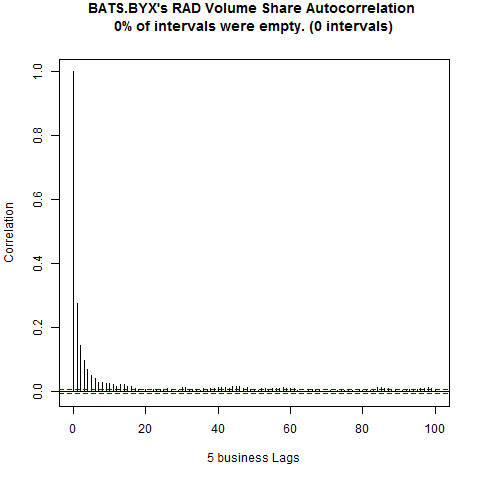 BATS.BYX's RAD Volume Share Autocorrelation
0% of intervals were empty. (0 intervals)
1.0
0.8
0.6
0.4
0.2
0.0
Correlation
0 20 40 60 80 100
5 business Lags